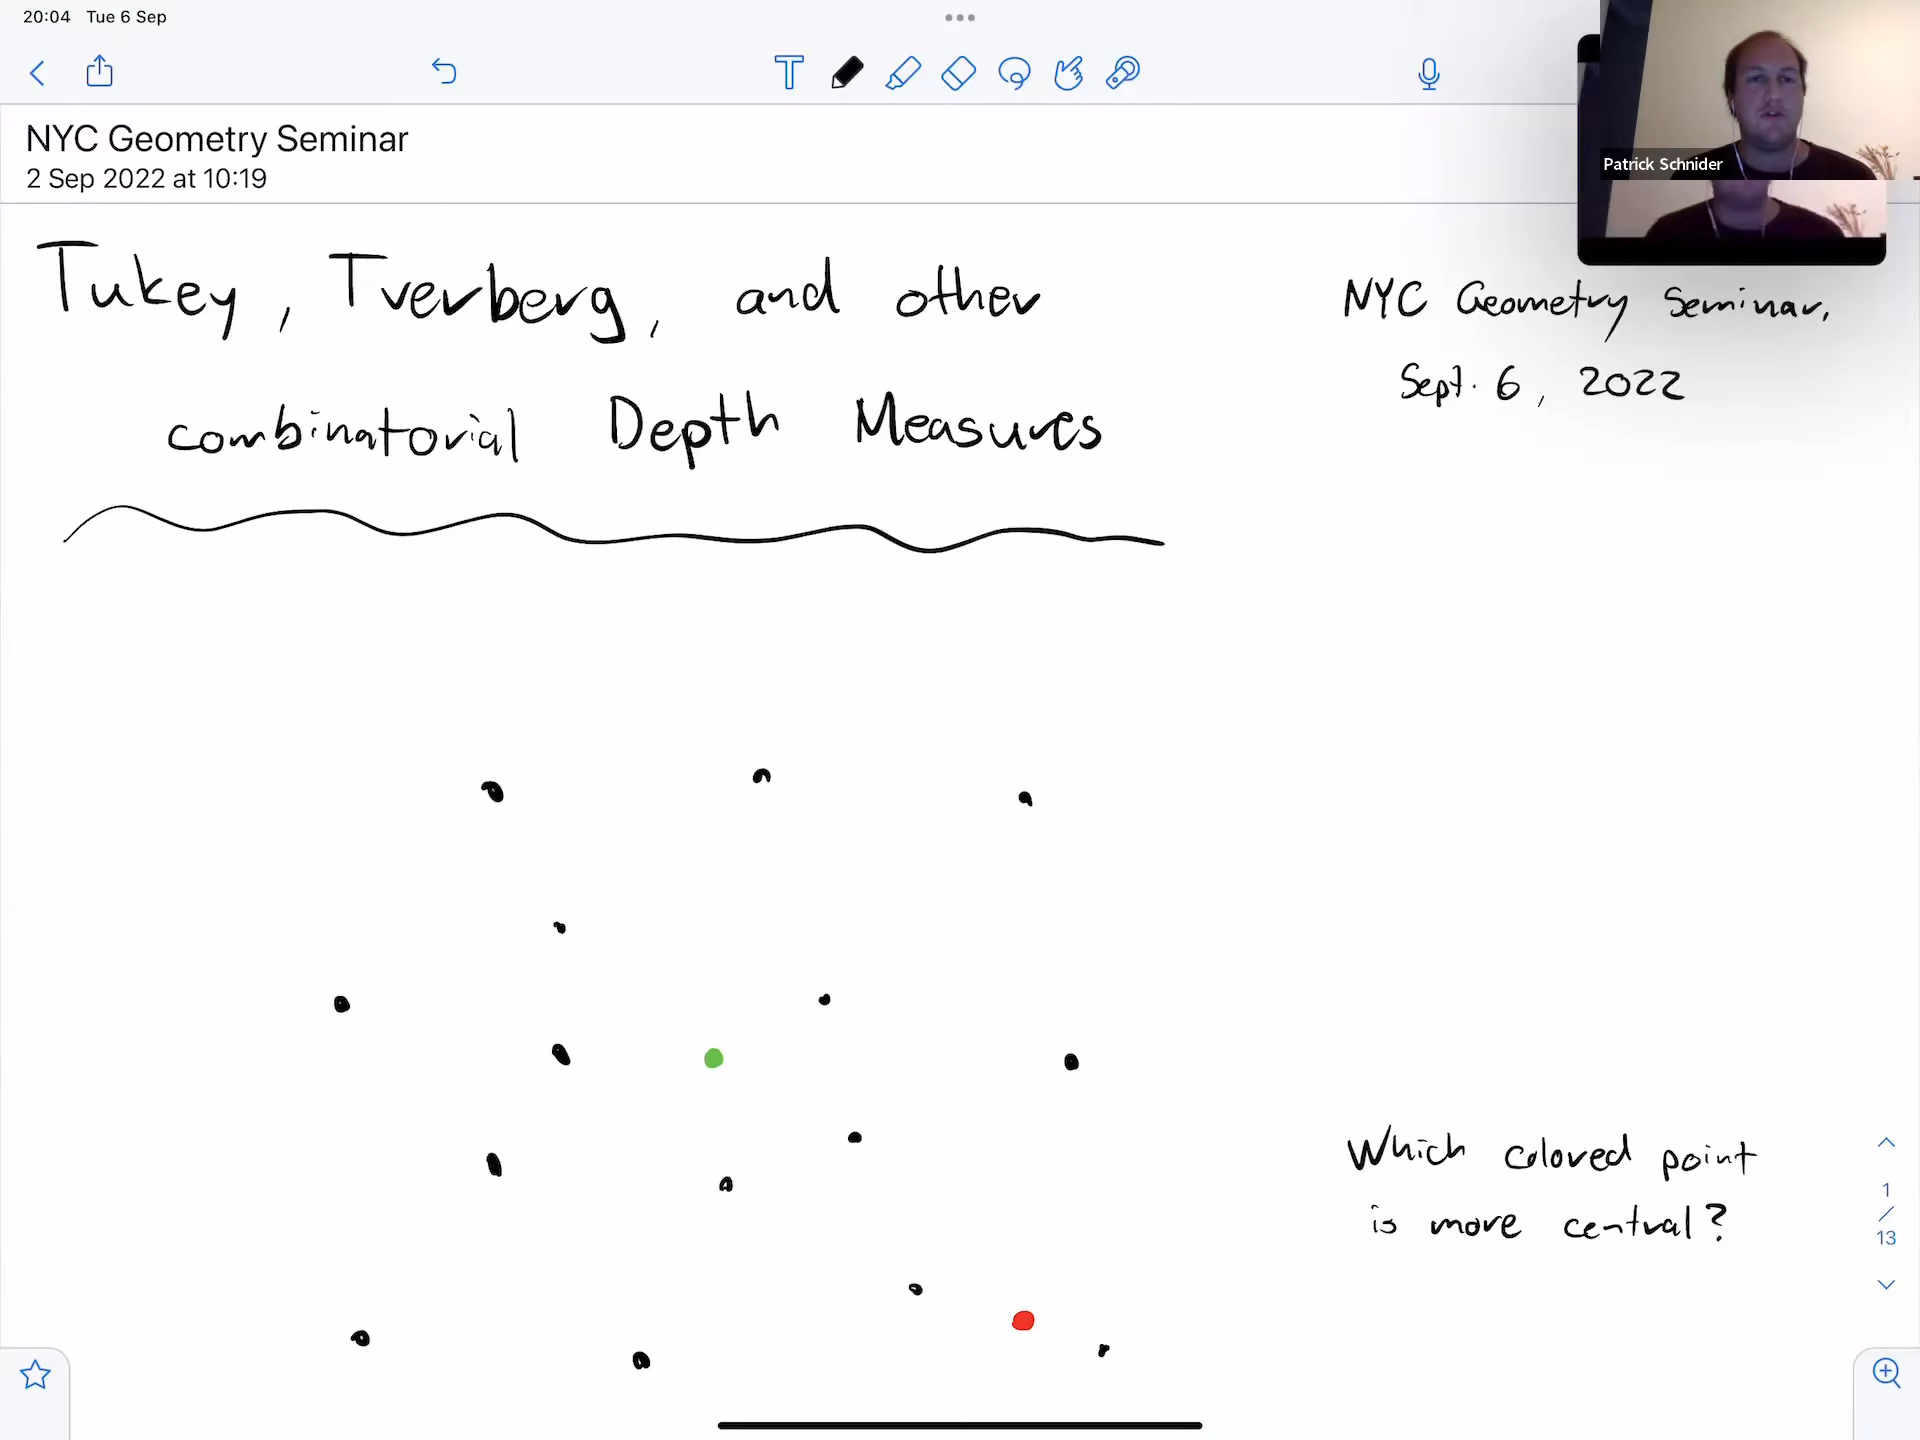 20:04 Tue 6 Sep
NYC Geometry Seminar
2 Sep 2022 at 10:19
Patrick Schnider
Tukey, Tverberg, and other
combinatorial Depth Measures
NYC Geometry Seminar,
Sept. 6, 2022
Which colored point
is more central?
1
/
13